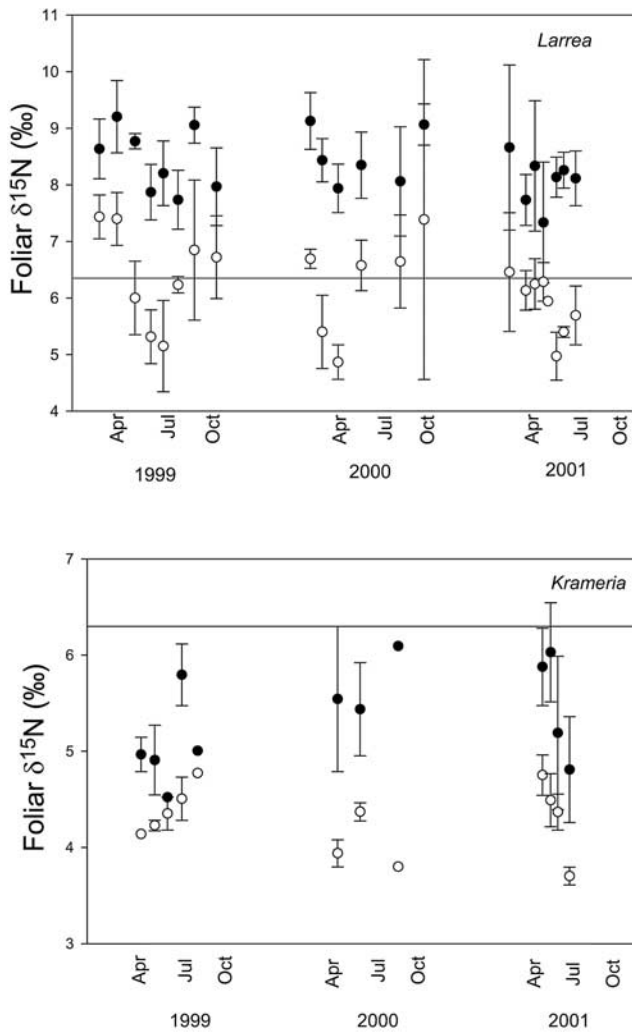 11
Larrea
10
9
8
7
6
5
4
Foliar δ15N (‰)
Apr
Jul
Oct
Apr
Jul
Oct
Apr
Jul
Oct
1999
2000
2001
7
Krameria
6
5
4
3
Foliar δ15N (‰)
Apr
Jul
Oct
Apr
Jul
Oct
Apr
Jul
Oct
1999
2000
2001